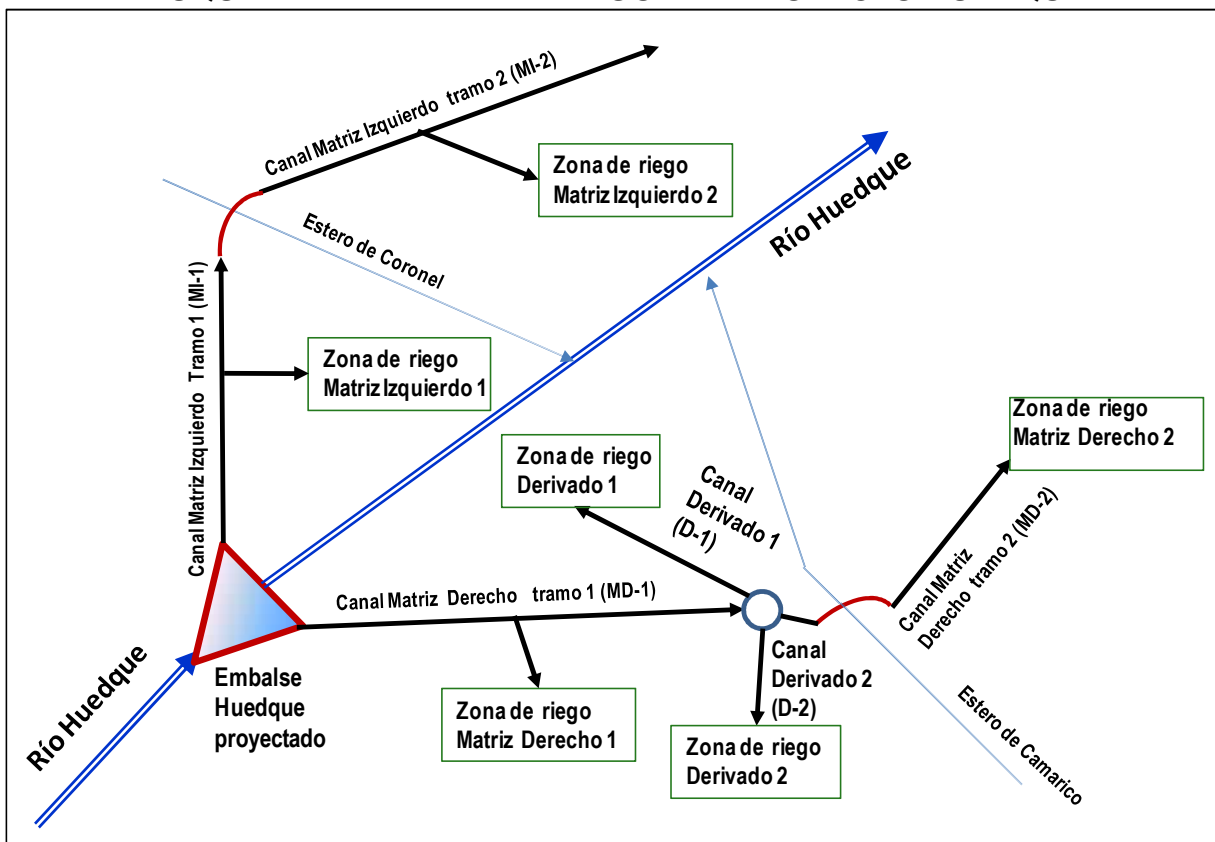 Canal Matriz Izquierdo tramo 2 (MI-2)
Zona de riego
Matriz Izquierdo 2
Río Huedque
Estero de Coronel
Canal Matriz Izquierdo Tramo 1 (MI-1)
Zona de riego
Matriz Izquierdo 1
Zona de riego
Matriz Derecho 2
Zona de riego
Derivado 1
Canal
Derivado 1
(D-1)
Canal Matriz
Derecho tramo 2 (MD-2)
Canal Matriz Derecho tramo 1 (MD-1)
Río Huedque
Embalse
Huedque
proyectado
Zona de riego
Matriz Derecho 1
Canal
Derivado 2
(D-2)
Zona de riego
Derivado 2
Estero de Camarico